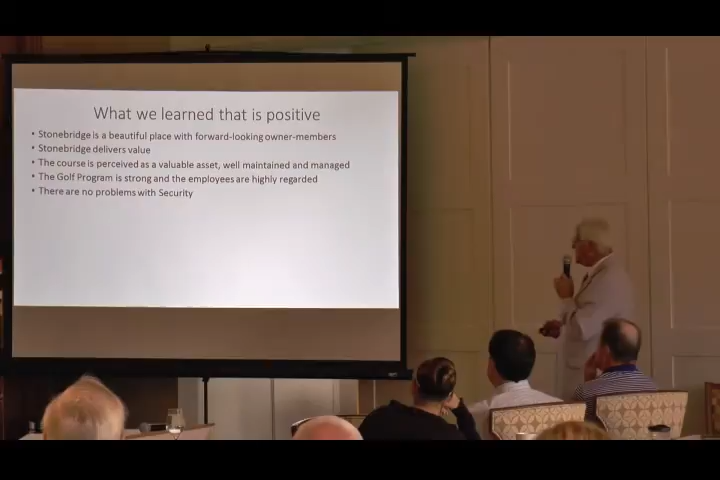 What we learned that is positive
• Stonebridge is a beautiful place with forward-looking owner-members
• Stonebridge delivers value
• The course is perceived as a valuable asset, well maintained and managed
• The Golf Program is strong and the employees are highly regarded
• There are no problems with Security